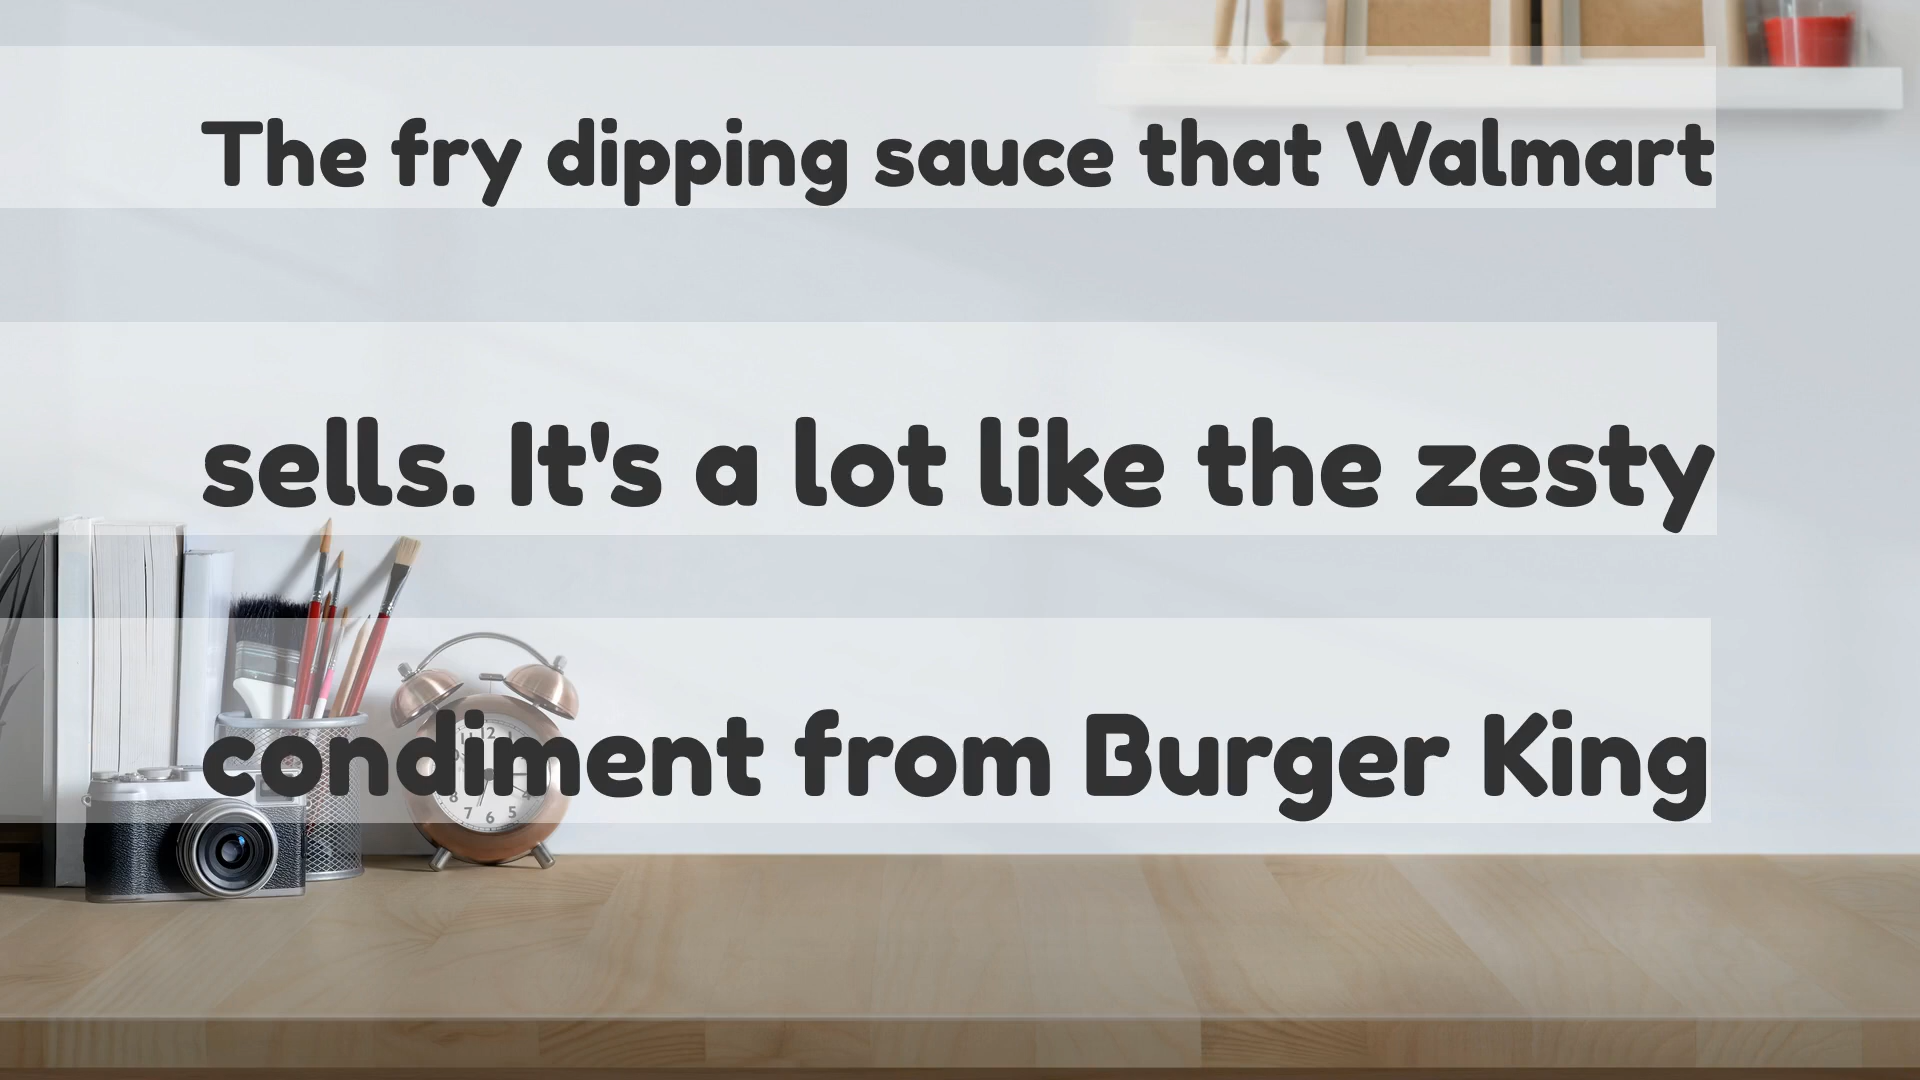 The fry dipping sauce that Walmart
sells. It's a lot like the zesty
condiment from Burger King